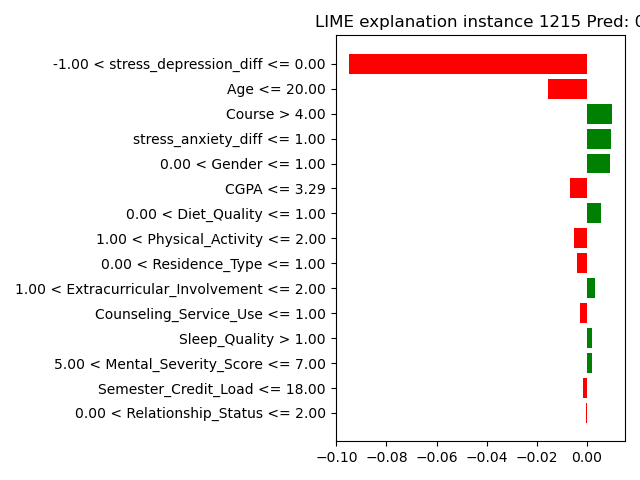 LIME explanation instance 1215 Pred: 0
-1.00 < stress_depression_diff <= 0.00
Age <= 20.00
Course > 4.00
stress_anxiety_diff <= 1.00
0.00 < Gender <= 1.00
CGPA <= 3.29
0.00 < Diet_Quality <= 1.00
1.00 < Physical_Activity <= 2.00
0.00 < Residence_Type <= 1.00
1.00 < Extracurricular_Involvement <= 2.00
Counseling_Service_Use <= 1.00
Sleep_Quality > 1.00
5.00 < Mental_Severity_Score <= 7.00
Semester_Credit_Load <= 18.00
0.00 < Relationship_Status <= 2.00
−0.10 −0.08 −0.06 −0.04 −0.02 0.00